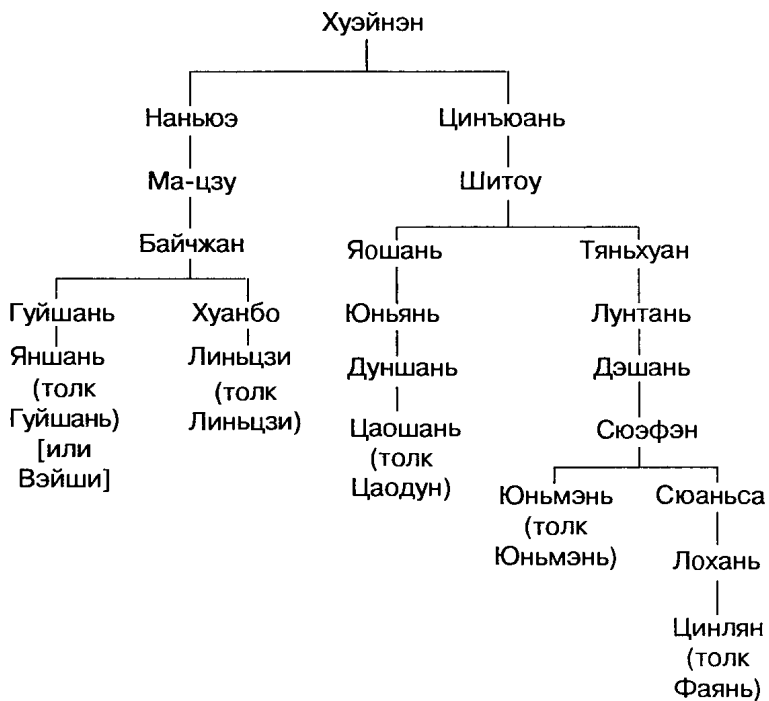 Хуэйнэн
Наньюэ
Цинъюань
Ма-цзу
Шитоу
Байчжан
Яошань
Тяньхуан
Гуйшань
Хуанбо
Юньянь
Лунтань
Яншань
(толк
Гуйшань)
[или
Вэйши]
Линьцзи
(толк
Линьцзи)
Дуншань
Дэшань
Цаошань
(толк
Цаодун)
Сюэфэн
Юньмэнь
(толк
Юньмэнь)
Сюаньса
Лохань
Цинлян
(толк
Фаянь)